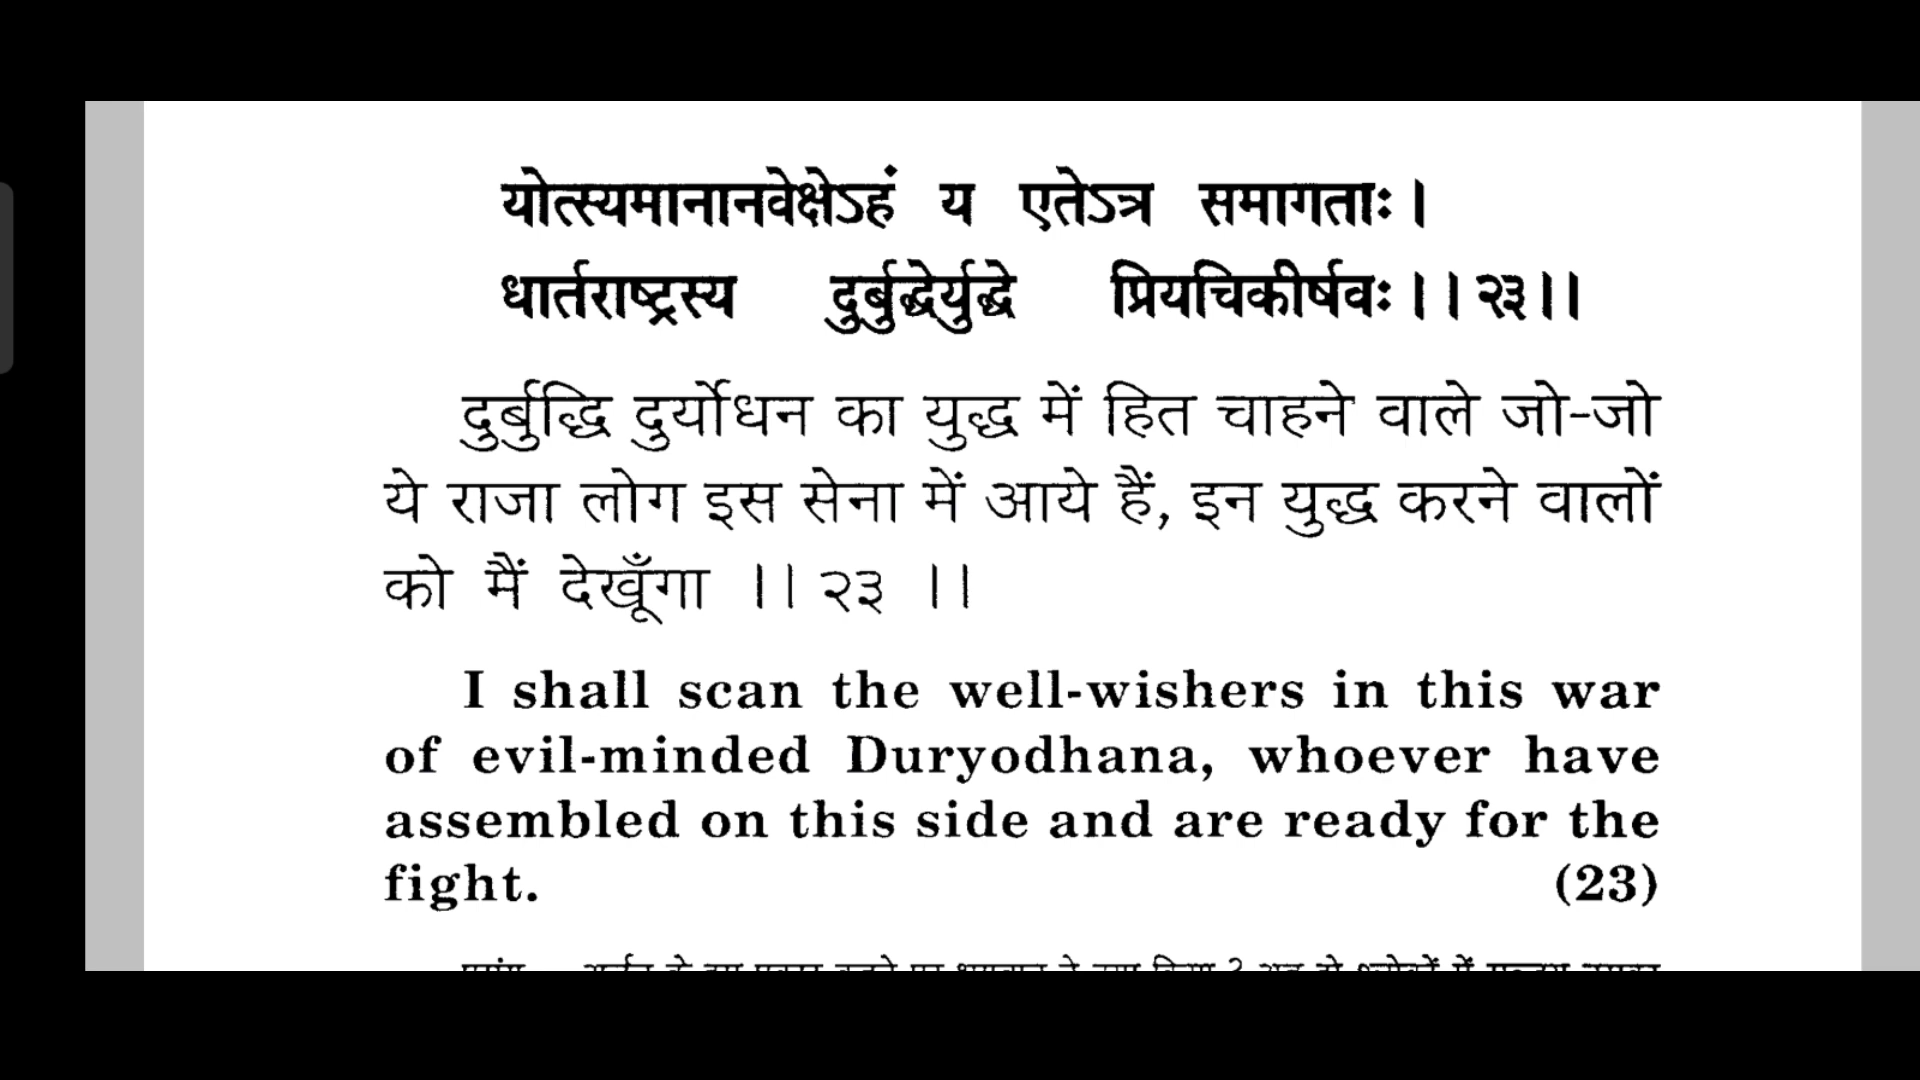 योत्स्यमानानवेक्षेऽहं य एतेऽत्र समागताः।
धार्तराष्ट्रस्य दुर्बुद्धेर्युद्धे प्रियचिकीर्षवः।।२३।।
दुर्बुद्धि दुर्योधन का युद्ध में हित चाहने वाले जो-जो
ये राजा लोग इस सेना में आये हैं, इन युद्ध करने वालों
को मैं देखूँगा ।। २३ ।।
I shall scan the well-wishers in this war
of evil-minded Duryodhana, whoever have
assembled on this side and are ready for the
fight. (23)